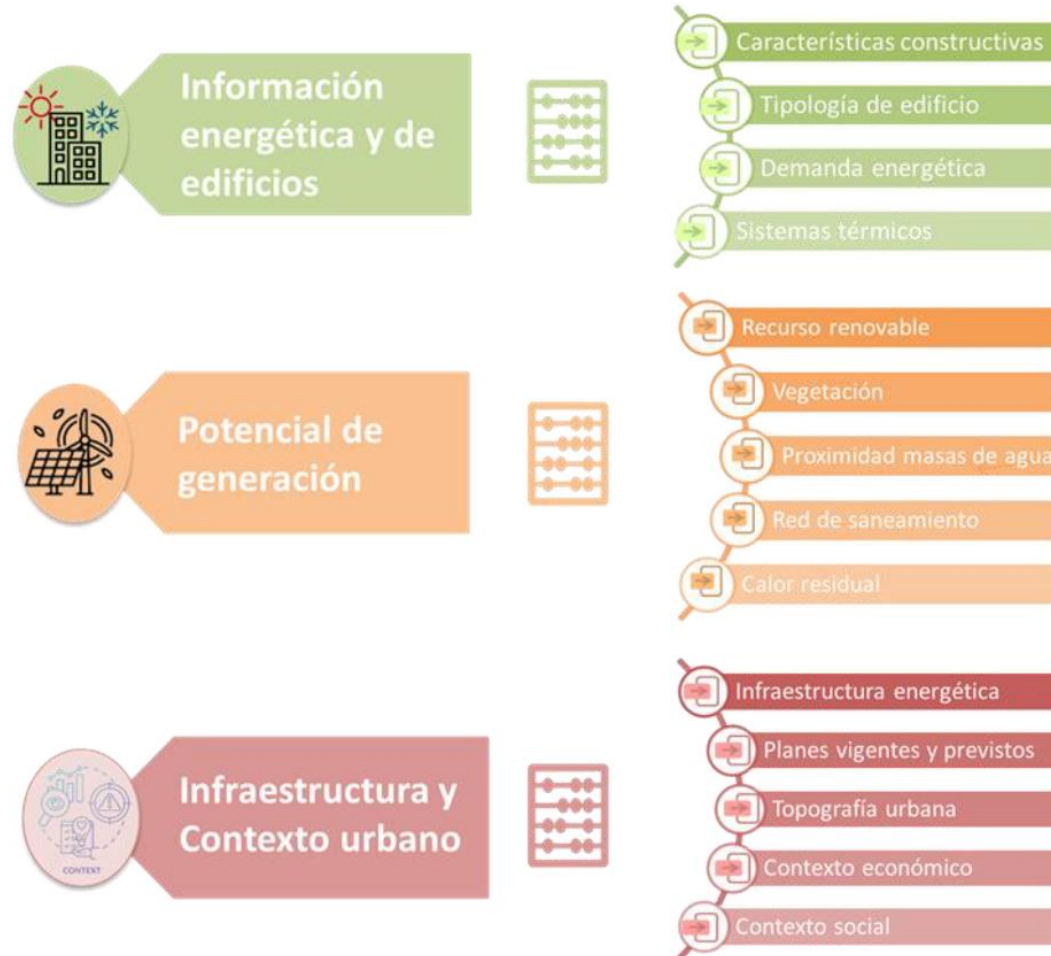 Información
energética y de
edificios
Características constructivas
Tipología de edificio
Demanda energética
Sistemas térmicos
Potencial de
generación
Recurso renovable
Vegetación
Proximidad masas de agua
Red de saneamiento
Calor residual
CONTEXT
Infraestructura y
Contexto urbano
Infraestructura energética
Planes vigentes y previstos
Topografía urbana
Contexto económico
Contexto social